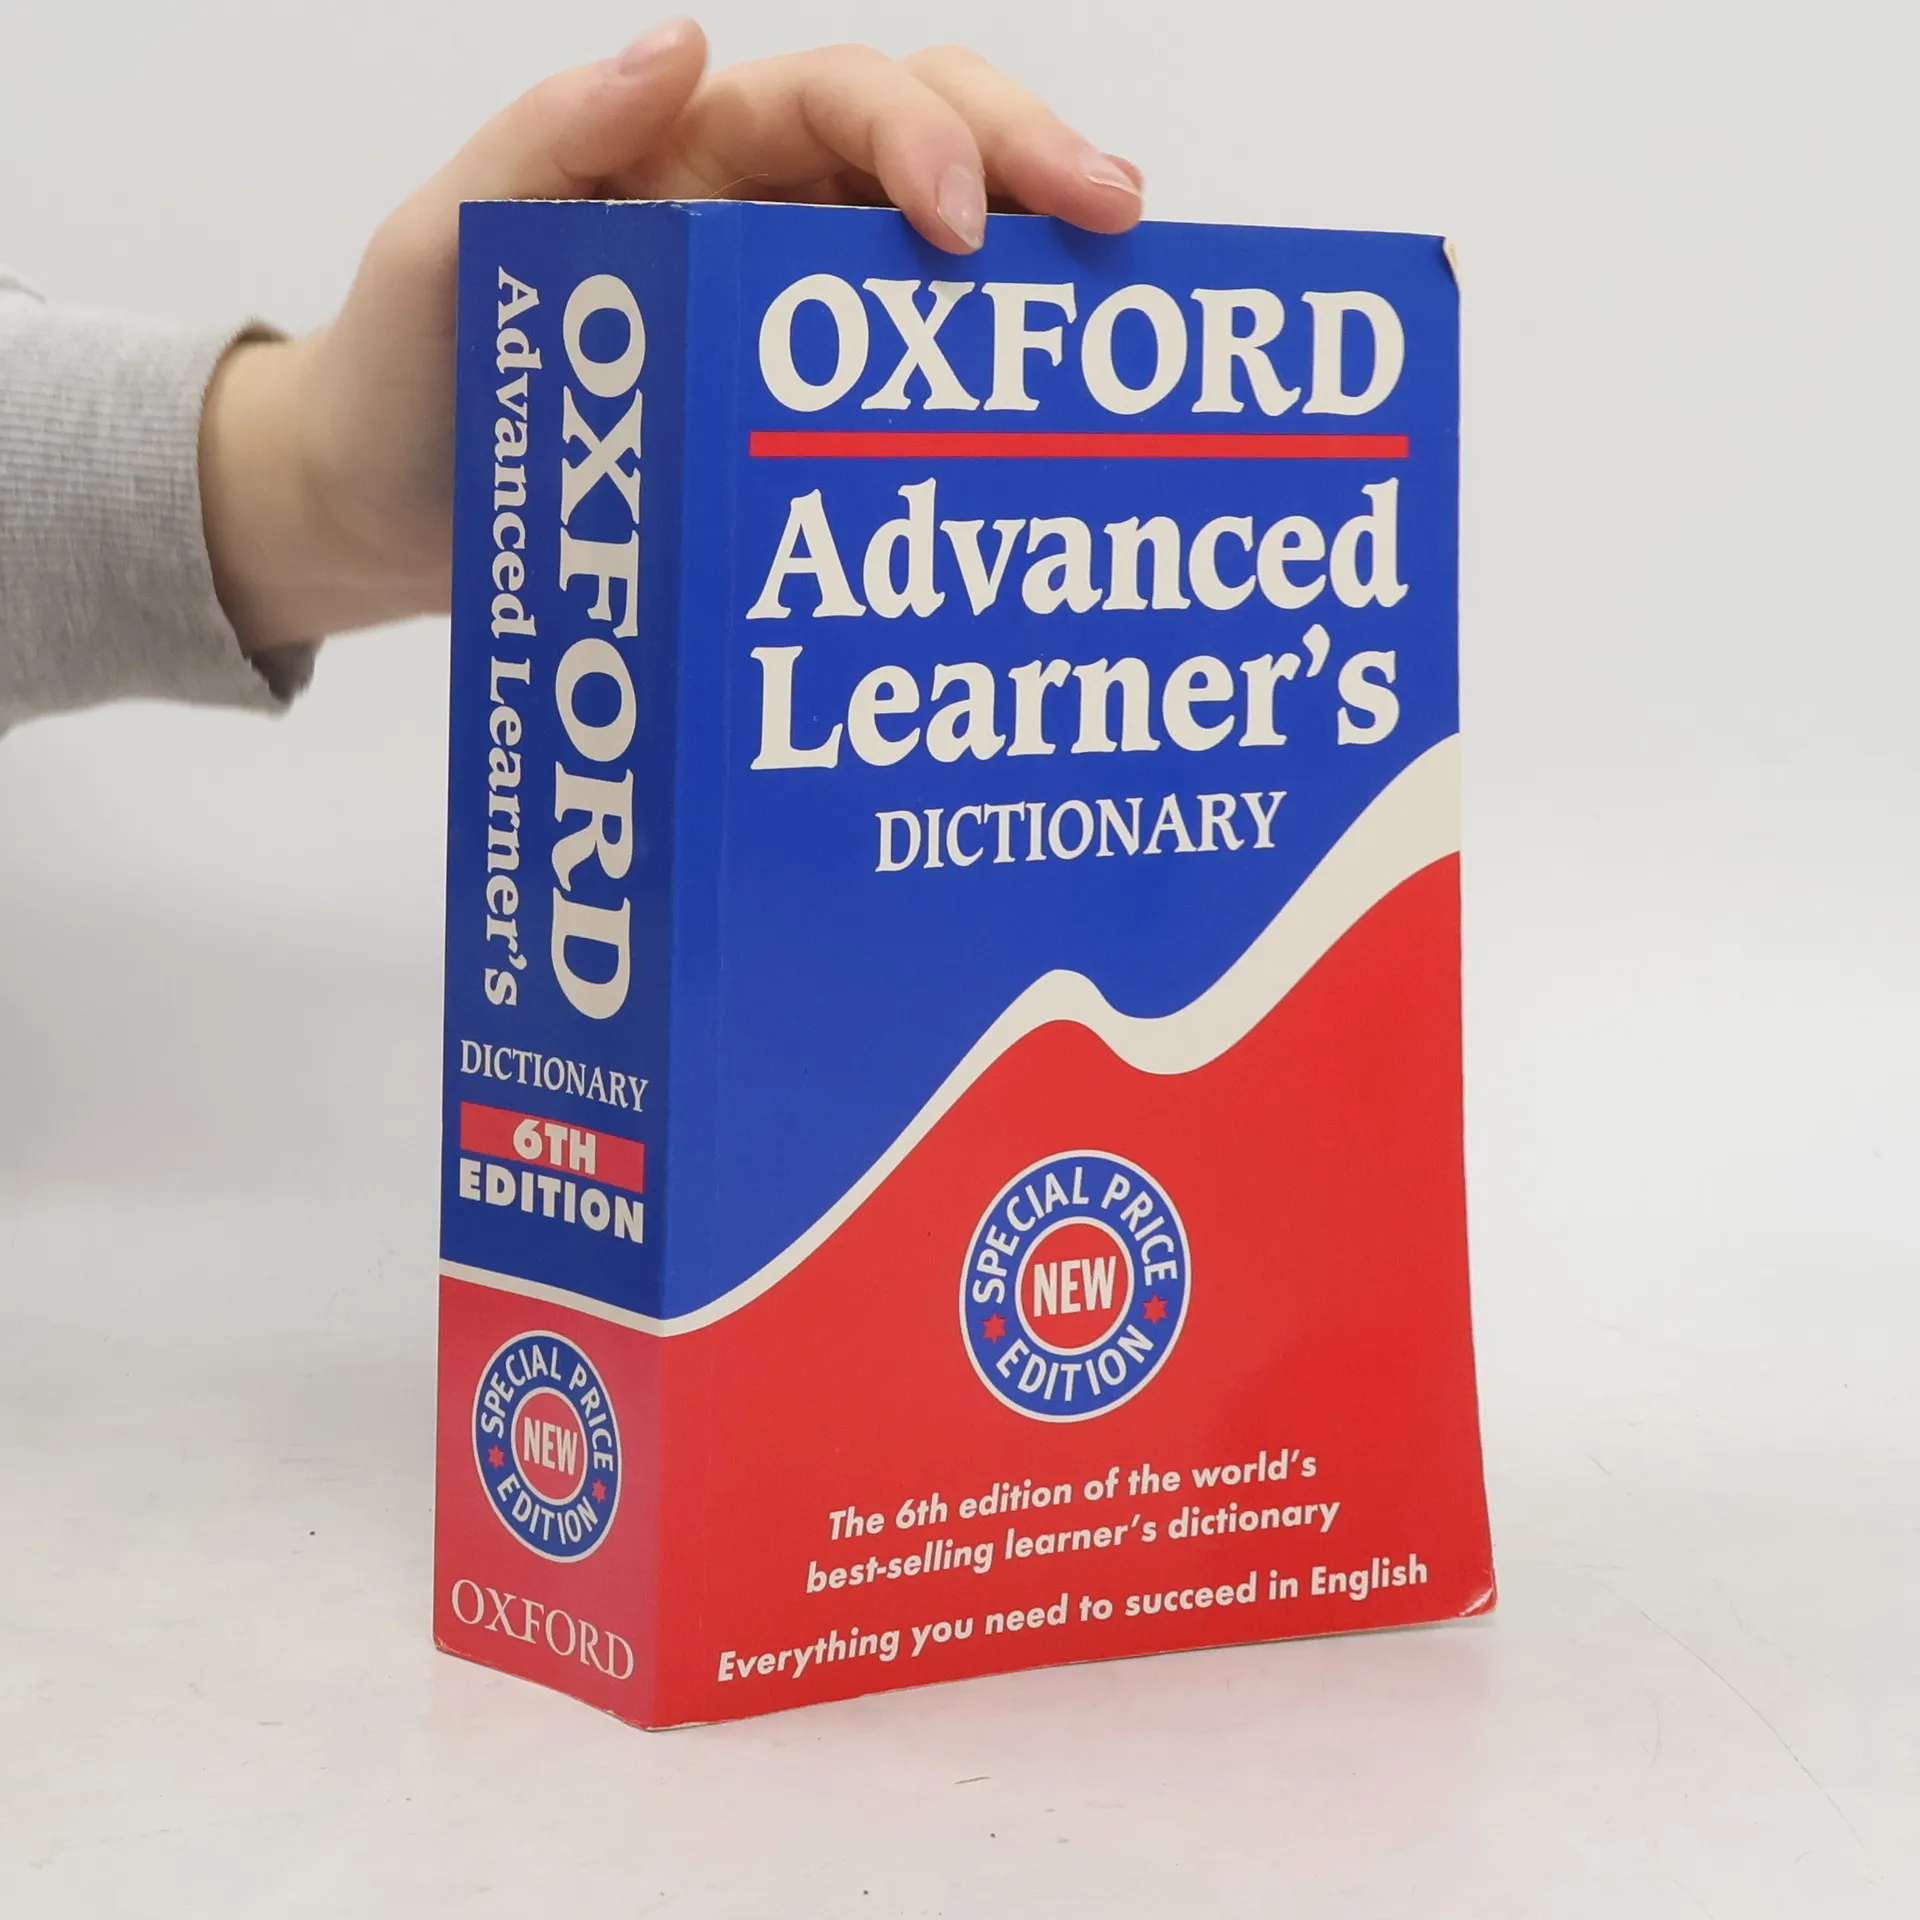 OXFORD
Advanced Learner's
DICTIONARY
6TH
EDITION
SPECIAL PRICE
NEW
EDITION
OXFORD
OXFORD
Advanced
Learner's
DICTIONARY
SPECIAL PRICE
NEW
EDITION
The 6th edition of the world's
best-selling learner's dictionary
Everything you need to succeed in English